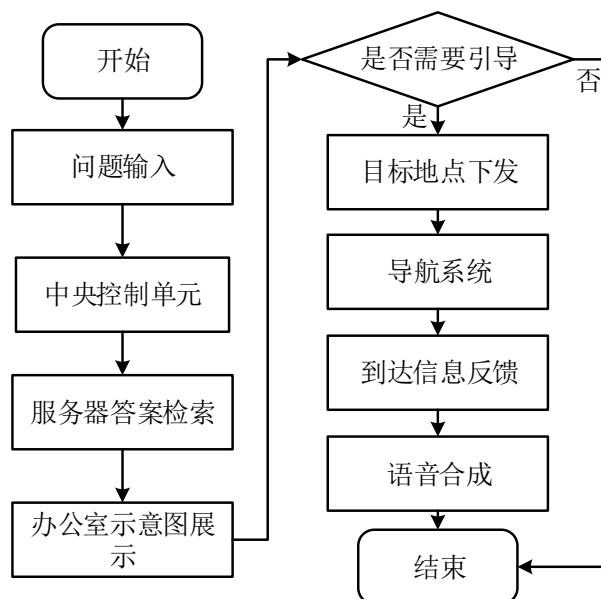 开始
问题输入
中央控制单元
服务器答案检索
办公室示意图展
示
是否需要引导
否
是
目标地点下发
导航系统
到达信息反馈
语音合成
结束